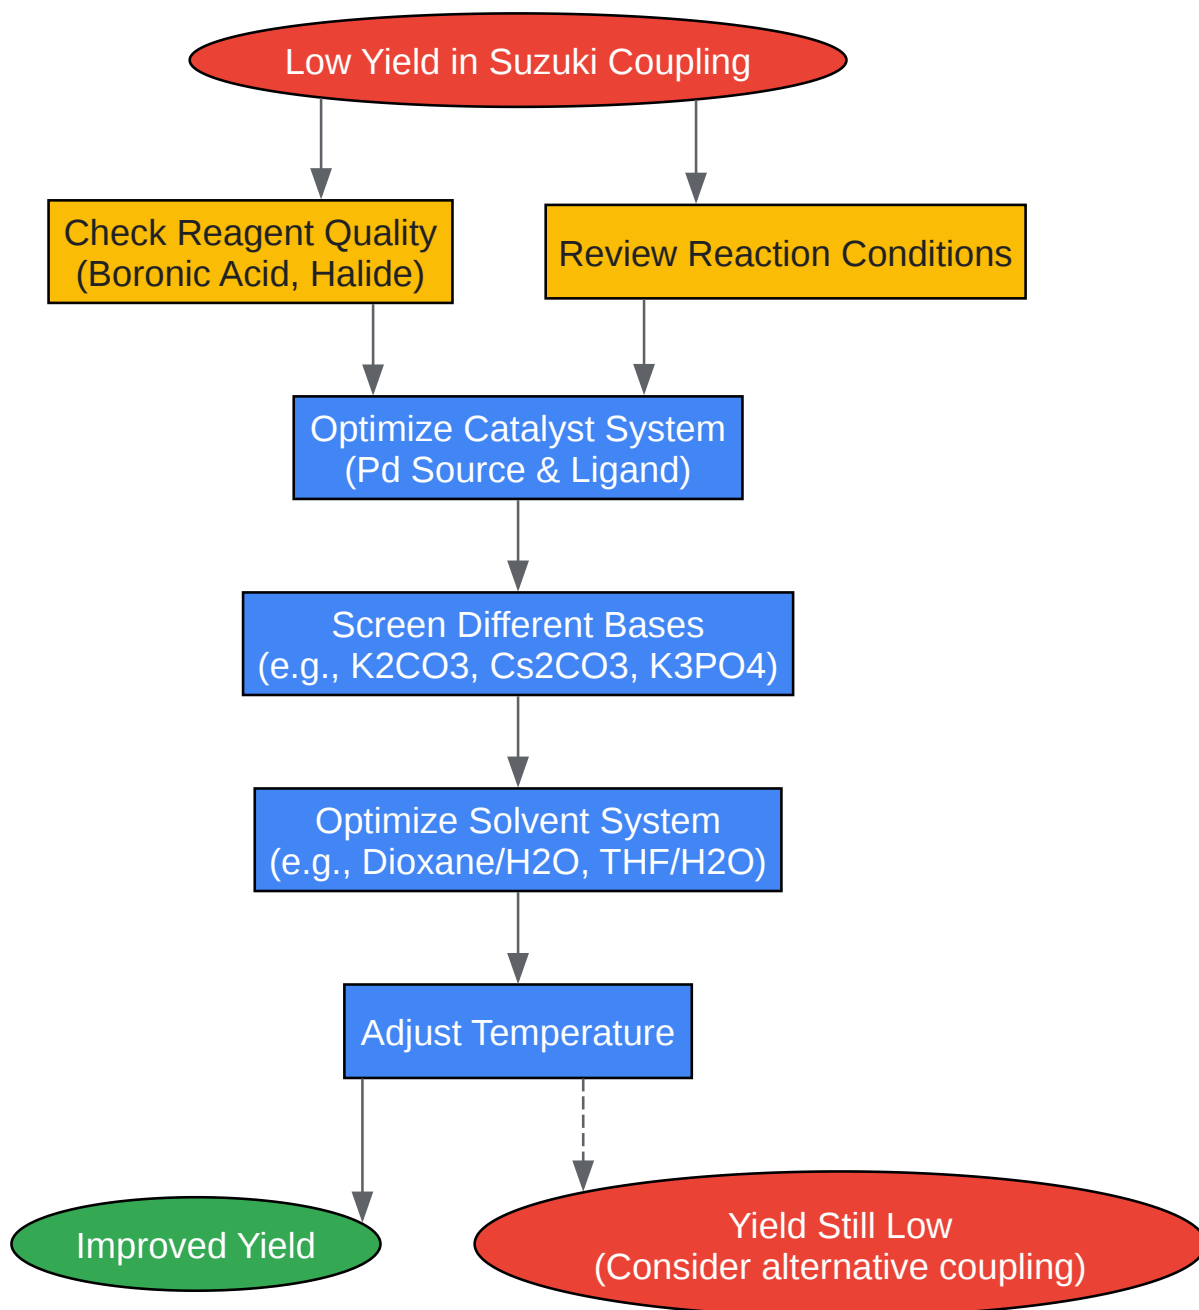 Low Yield in Suzuki Coupling
Check Reagent Quality
(Boronic Acid, Halide)
Review Reaction Conditions
Optimize Catalyst System
(Pd Source & Ligand)
Screen Different Bases
(e.g., K2CO3, Cs2CO3, K3PO4)
Optimize Solvent System
(e.g., Dioxane/H2O, THF/H2O)
Adjust Temperature
Improved Yield
Yield Still Low
(Consider alternative coupling)